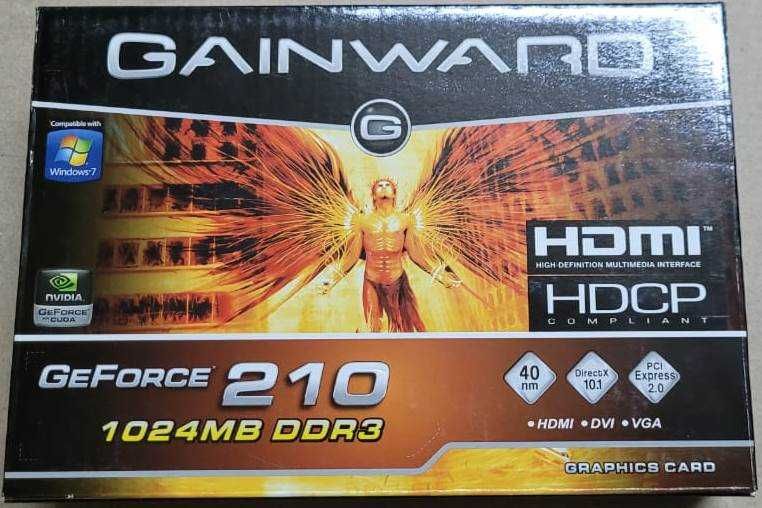 GAINWARD
G
Compatible with
Windows®7
NVIDIA
GEFORCE
CUDA
HDMI™
HIGH-DEFINITION MULTIMEDIA INTERFACE
HDCP
COMPLIANT
GEFORCE® 210
1024MB DDR3
40
nm
DirectX
10.1
PCI
Express
2.0
• HDMI • DVI • VGA
GRAPHICS CARD